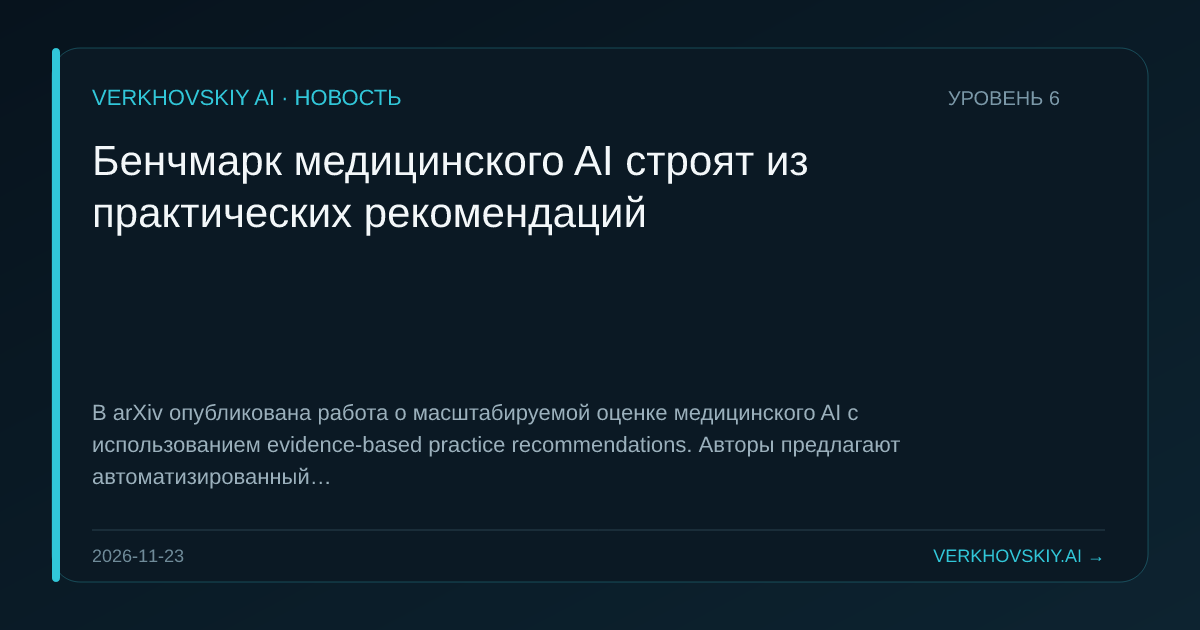 VERKHOVSKIY AI · НОВОСТЬ
УРОВЕНЬ 6
Бенчмарк медицинского AI строят из
практических рекомендаций
В arXiv опубликована работа о масштабируемой оценке медицинского AI с
использованием evidence-based practice recommendations. Авторы предлагают
автоматизированный…
2026-11-23
VERKHOVSKIY.AI →